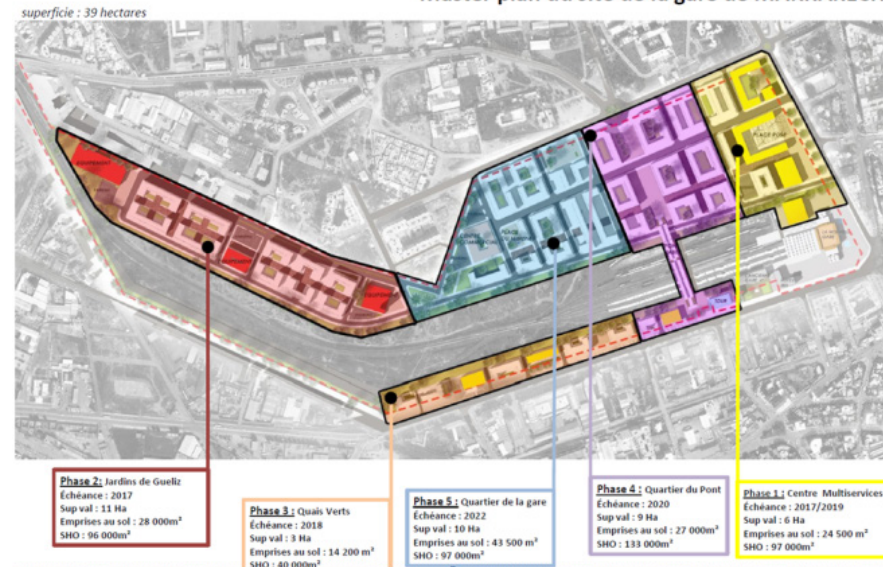 superficie : 39 hectares
EQUIPEMENT
TOUR
Phase 2: Jardins de Gueliz
Échéance : 2017
Sup val : 11 Ha
Emprises au sol : 28 000m²
SHO : 96 000m²
Phase 3 : Quais Verts
Échéance : 2018
Sup val : 3 Ha
Emprises au sol : 14 200 m²
SHO : 40 000m²
Phase 5 : Quartier de la gare
Échéance : 2022
Sup val : 10 Ha
Emprises au sol : 43 500 m²
SHO : 97 000m²
Phase 4 : Quartier du Pont
Échéance : 2020
Sup val : 9 Ha
Emprises au sol : 27 000m²
SHO : 133 000m²
Phase 1 : Centre Multiservices
Échéance : 2017/2019
Sup val : 6 Ha
Emprises au sol : 24 500 m²
SHO : 97 000m²